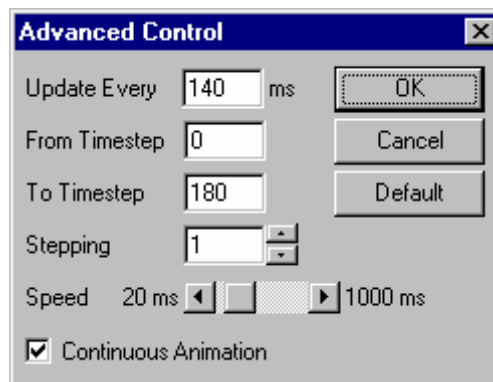 Advanced Control
Update Every 140 ms OK
From Timestep 0 Cancel
To Timestep 180 Default
Stepping 1
Speed 20 ms 1000 ms
Continuous Animation